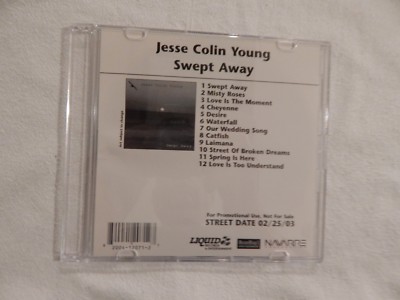 Jesse Colin Young
Swept Away
1 Swept Away
2 Misty Roses
3 Love Is The Moment
4 Cheyenne
5 Desire
6 Waterfall
7 Our Wedding Song
8 Catfish
9 Laimana
10 Street Of Broken Dreams
11 Spring Is Here
12 Love Is Too Understand
For Promotional Use, Not For Sale
STREET DATE 02/25/03
LIQUID
NAVARRE